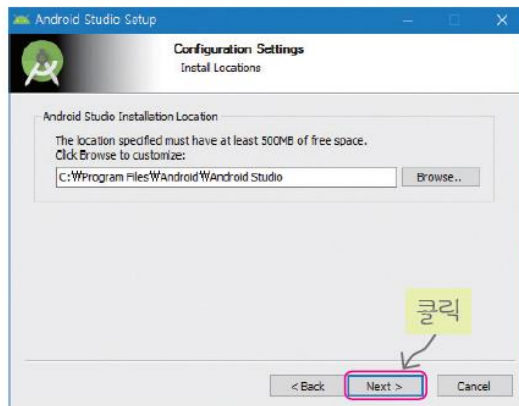 Android Studio Setup
Configuration Settings
Install Locations
Android Studio Installation Location
The location specified must have at least 500MB of free space.
Click Browse to customize:
C:₩Program Files₩Android₩Android Studio
Browse..
클릭
< Back
Next >
Cancel